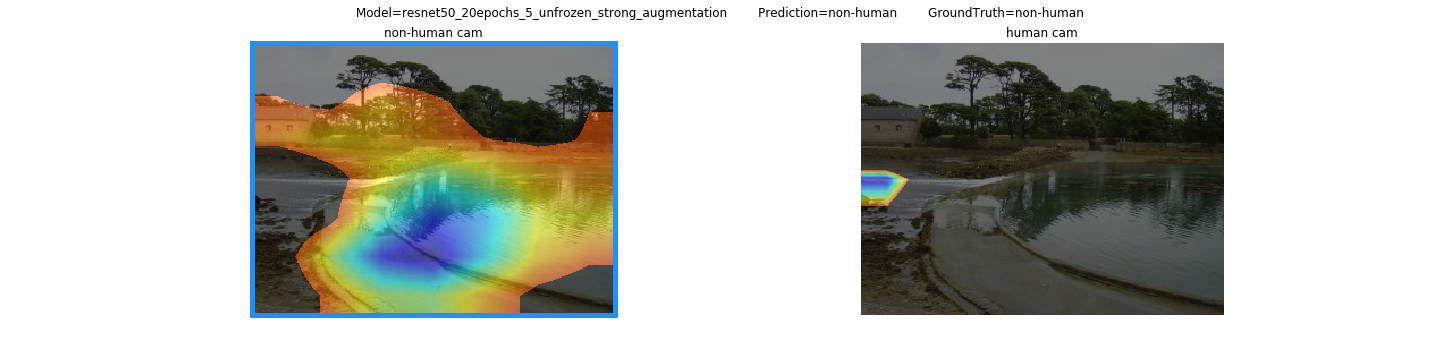 Model=resnet50_20epochs_5_unfrozen_strong_augmentation Prediction=non-human GroundTruth=non-human
non-human cam
human cam